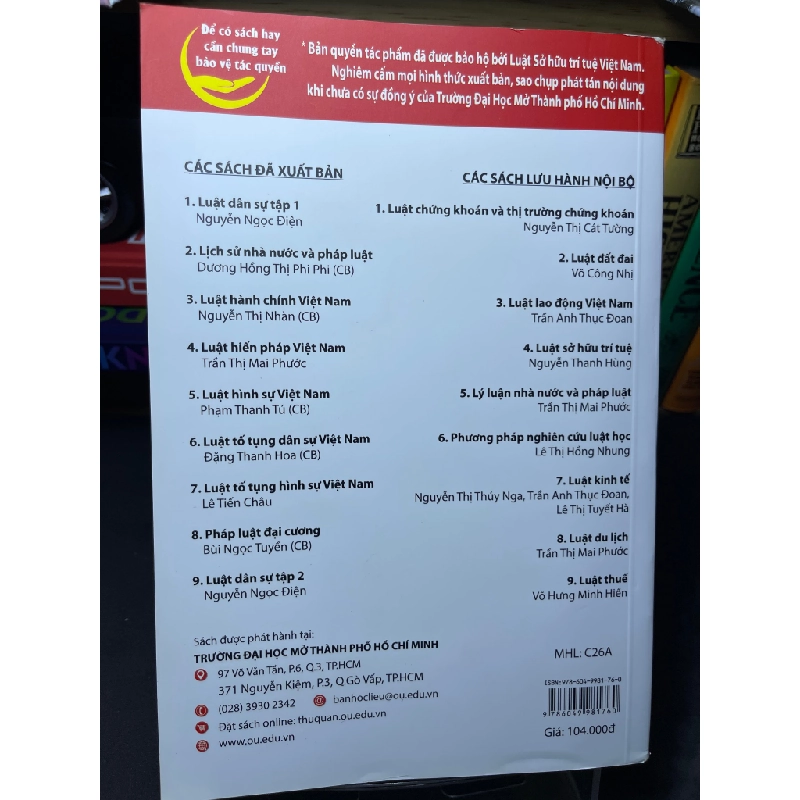 Để có sách hay
cần chung tay
bảo vệ tác quyền
* Bản quyền tác phẩm đã được bảo hộ bởi Luật Sở hữu trí tuệ Việt Nam.
Nghiêm cấm mọi hình thức xuất bản, sao chụp phát tán nội dung
khi chưa có sự đồng ý của Trường Đại Học Mở Thành phố Hồ Chí Minh.
CÁC SÁCH ĐÃ XUẤT BẢN
1. Luật dân sự tập 1
Nguyễn Ngọc Điện
2. Lịch sử nhà nước và pháp luật
Dương Hồng Thị Phi Phi (CB)
3. Luật hành chính Việt Nam
Nguyễn Thị Nhàn (CB)
4. Luật hiến pháp Việt Nam
Trần Thị Mai Phước
5. Luật hình sự Việt Nam
Phạm Thanh Tú (CB)
6. Luật tố tụng dân sự Việt Nam
Đặng Thanh Hoa (CB)
7. Luật tố tụng hình sự Việt Nam
Lê Tiến Châu
8. Pháp luật đại cương
Bùi Ngọc Tuyền (CB)
9. Luật dân sự tập 2
Nguyễn Ngọc Điện
CÁC SÁCH LƯU HÀNH NỘI BỘ
1. Luật chứng khoán và thị trường chứng khoán
Nguyễn Thị Cát Tường
2. Luật đất đai
Võ Công Nhị
3. Luật lao động Việt Nam
Trần Anh Thục Đoan
4. Luật sở hữu trí tuệ
Nguyễn Thanh Hùng
5. Lý luận nhà nước và pháp luật
Trần Thị Mai Phước
6. Phương pháp nghiên cứu luật học
Lê Thị Hồng Nhung
7. Luật kinh tế
Nguyễn Thị Thúy Nga, Trần Anh Thục Đoan,
Lê Thị Tuyết Hà
8. Luật du lịch
Trần Thị Mai Phước
9. Luật thuế
Võ Hưng Minh Hiền
Sách được phát hành tại:
TRƯỜNG ĐẠI HỌC MỞ THÀNH PHỐ HỒ CHÍ MINH
97 Võ Văn Tần, P.6, Q.3, TP.HCM
371 Nguyễn Kiệm, P.3, Q.Gò Vấp, TP.HCM
(028) 3930 2342
banhoclieu@ou.edu.vn
Đặt sách online: thuquan.ou.edu.vn
www.ou.edu.vn
MHL: C26A
ISBN: 978-604-9981-76-0
9 786049 981760
Giá: 104.000đ